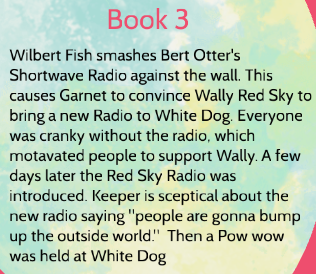 Book 3
Wilbert Fish smashes Bert Otter's
Shortwave Radio against the wall. This
causes Garnet to convince Wally Red Sky to
bring a new Radio to White Dog. Everyone
was cranky without the radio, which
motavated people to support Wally. A few
days later the Red Sky Radio was
introduced. Keeper is sceptical about the
new radio saying "people are gonna bump
up the outside world." Then a Pow wow
was held at White Dog